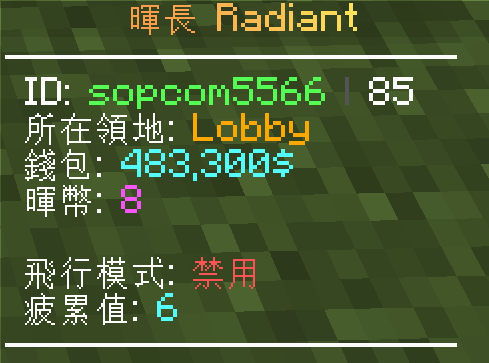 暉長 Radiant
ID: sopcom5566 | 85
所在領地: Lobby
錢包: 483,300$
暉幣: 8
飛行模式: 禁用
疲累值: 6